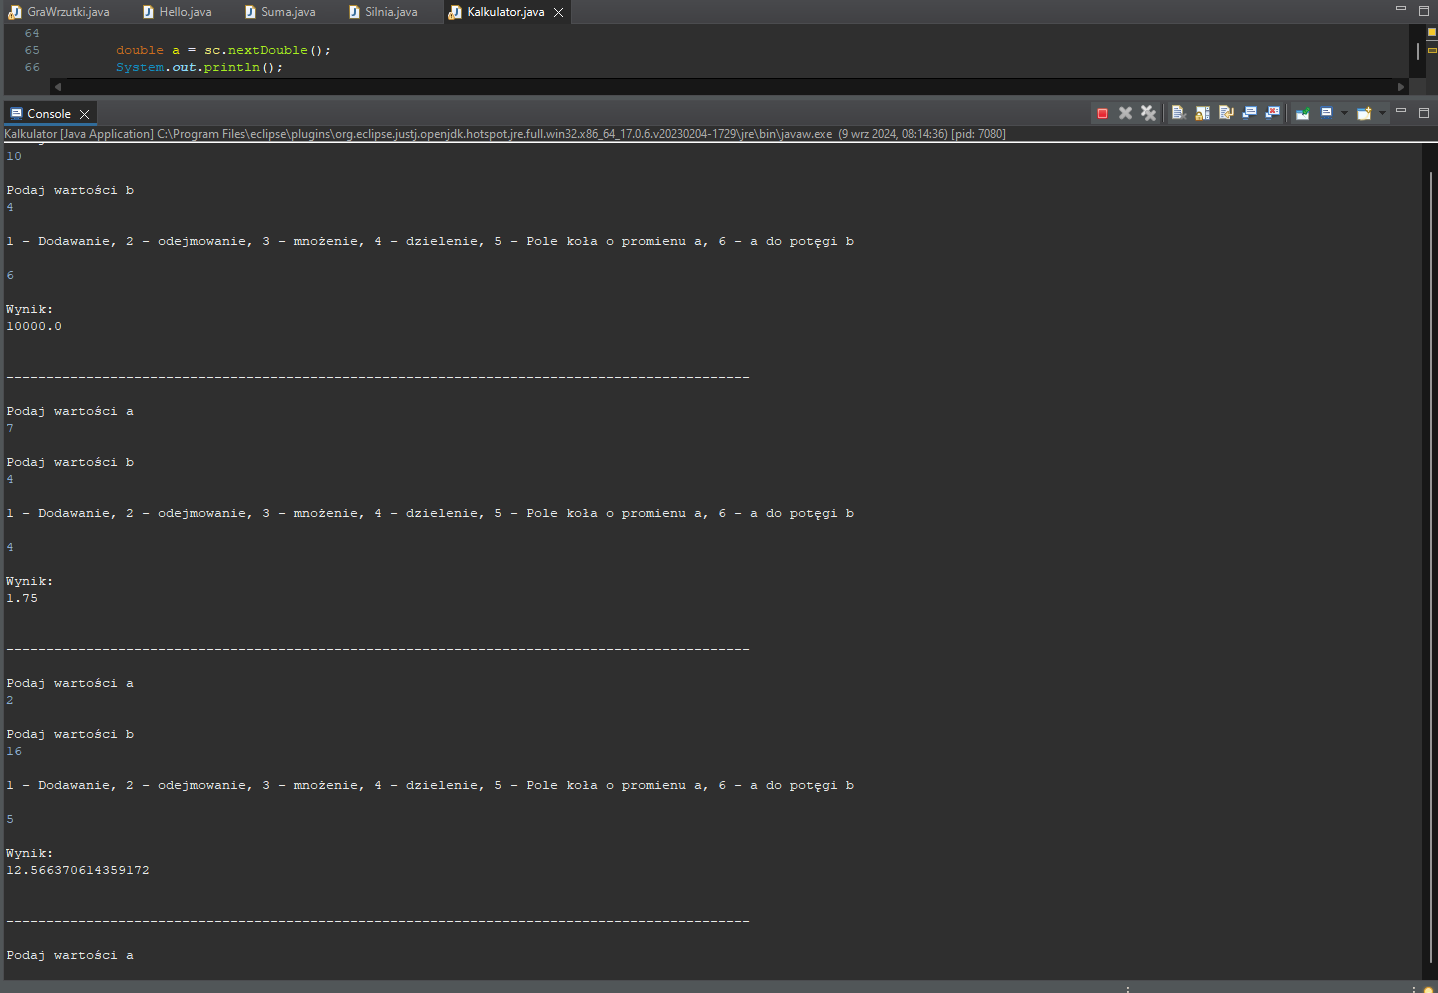 GraWrzutki.java Hello.java Suma.java Silnia.java Kalkulator.java
64
65 double a = sc.nextDouble();
66 System.out.println();
Console
Kalkulator [Java Application] C:\Program Files\eclipse\plugins\org.eclipse.justj.openjdk.hotspot.jre.full.win32.x86_64_17.0.6.v20230204-1729\jre\bin\javaw.exe (9 wrz 2024, 08:14:36) [pid: 7080]
10
Podaj wartości b
4
1 - Dodawanie, 2 - odejmowanie, 3 - mnożenie, 4 - dzielenie, 5 - Pole koła o promienu a, 6 - a do potęgi b
6
Wynik:
10000.0
---------------------------------------------------------------------------------------------
Podaj wartości a
7
Podaj wartości b
4
1 - Dodawanie, 2 - odejmowanie, 3 - mnożenie, 4 - dzielenie, 5 - Pole koła o promienu a, 6 - a do potęgi b
4
Wynik:
1.75
---------------------------------------------------------------------------------------------
Podaj wartości a
2
Podaj wartości b
16
1 - Dodawanie, 2 - odejmowanie, 3 - mnożenie, 4 - dzielenie, 5 - Pole koła o promienu a, 6 - a do potęgi b
5
Wynik:
12.566370614359172
---------------------------------------------------------------------------------------------
Podaj wartości a